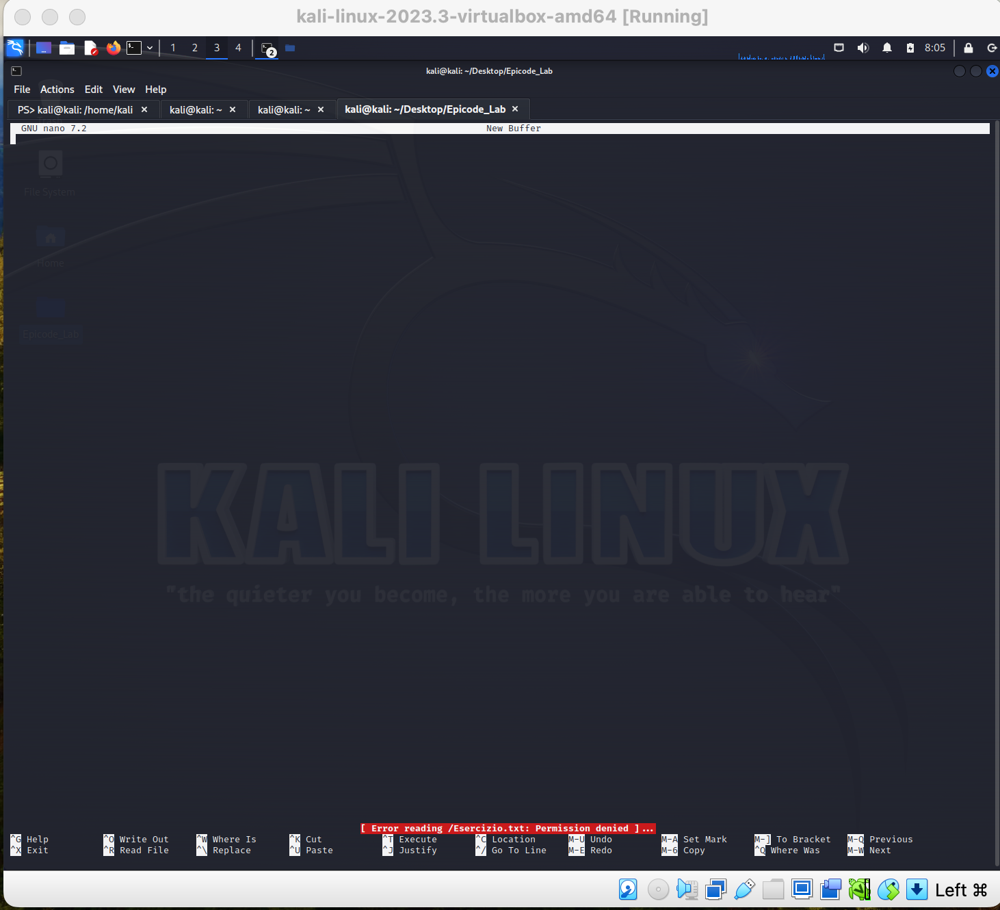 kali-linux-2023.3-virtualbox-amd64 [Running]
1 2 3 4 2 8:05
kali@kali: ~/Desktop/Epicode_Lab
File Actions Edit View Help
PS> kali@kali: /home/kali × kali@kali: ~ × kali@kali: ~ × kali@kali: ~/Desktop/Epicode_Lab ×
GNU nano 7.2 New Buffer
File System
Home
Epicode_Lab
KALI LINUX
"the quieter you become, the more you are able to hear"
[ Error reading /Esercizio.txt: Permission denied ]...
^G Help ^O Write Out ^W Where Is ^K Cut ^T Execute ^C Location M-U Undo M-A Set Mark M-] To Bracket M-Q Previous
^X Exit ^R Read File ^\ Replace ^U Paste ^J Justify ^/ Go To Line M-E Redo M-6 Copy ^Q Where Was M-W Next
Left ⌘